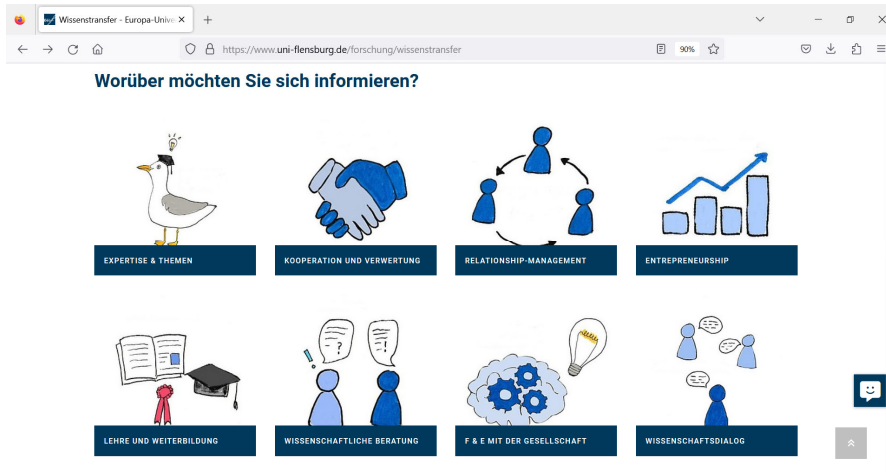 Wissenstransfer - Europa-Unive
https://www.uni-flensburg.de/forschung/wissenstransfer
90%
Worüber möchten Sie sich informieren?
EXPERTISE & THEMEN
KOOPERATION UND VERWERTUNG
RELATIONSHIP-MANAGEMENT
ENTREPRENEURSHIP
? !
! - ?
LEHRE UND WEITERBILDUNG
WISSENSCHAFTLICHE BERATUNG
F & E MIT DER GESELLSCHAFT
WISSENSCHAFTSDIALOG